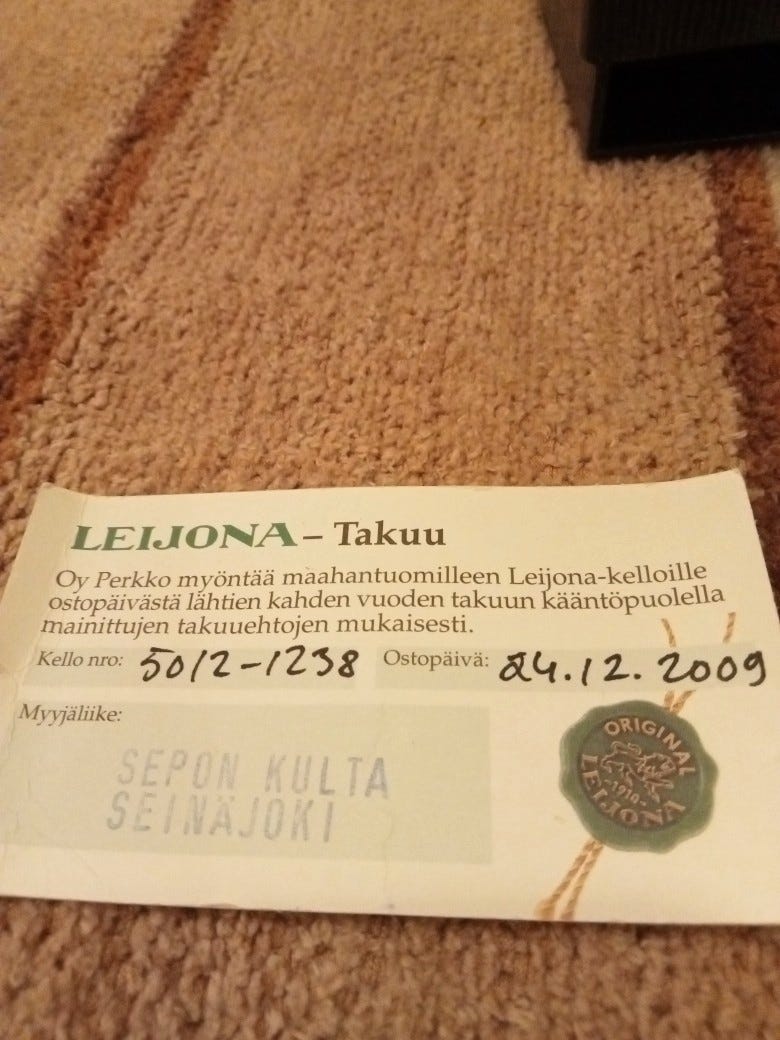 LEIJONA – Takuu
Oy Perkko myöntää maahantuomilleen Leijona-kelloille
ostopäivästä lähtien kahden vuoden takuun kääntöpuolella
mainittujen takuuehtojen mukaisesti.
Kello nro: 5012-1238 Ostopäivä: 24.12.2009
Myyjäliike:
SEPON KULTA
SEINÄJOKI
ORIGINAL
LEIJONA